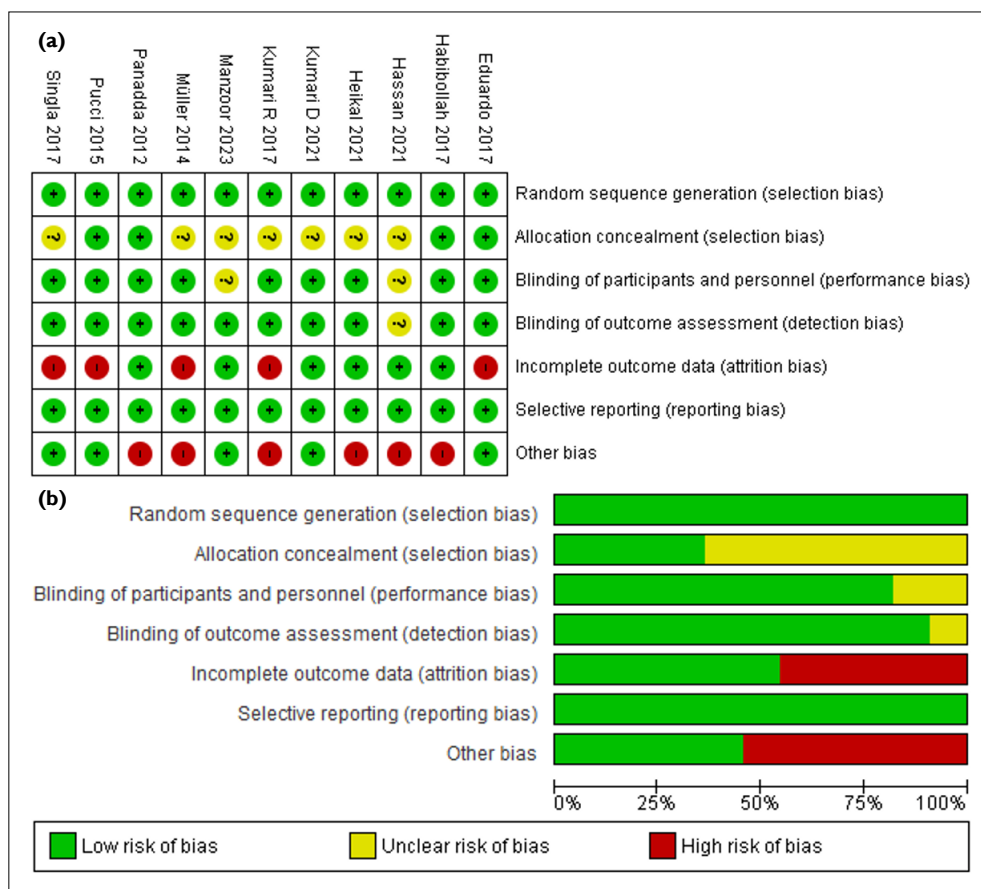 (a)
Singla 2017
Pucci 2015
Panadda 2012
Müller 2014
Manzoor 2023
Kumari R 2017
Kumari D 2021
Heikal 2021
Hassan 2021
Habibollah 2017
Eduardo 2017
+ + + + + + + + + + + Random sequence generation (selection bias)
? + + ? ? ? ? ? ? + + Allocation concealment (selection bias)
+ + + + ? + + + ? + + Blinding of participants and personnel (performance bias)
+ + + + + + + + ? + + Blinding of outcome assessment (detection bias)
− − + − + − + + + + − Incomplete outcome data (attrition bias)
+ + + + + + + + + + + Selective reporting (reporting bias)
+ + − − + − + − − − + Other bias
(b)
Random sequence generation (selection bias)
Allocation concealment (selection bias)
Blinding of participants and personnel (performance bias)
Blinding of outcome assessment (detection bias)
Incomplete outcome data (attrition bias)
Selective reporting (reporting bias)
Other bias
0% 25% 50% 75% 100%
Low risk of bias Unclear risk of bias High risk of bias